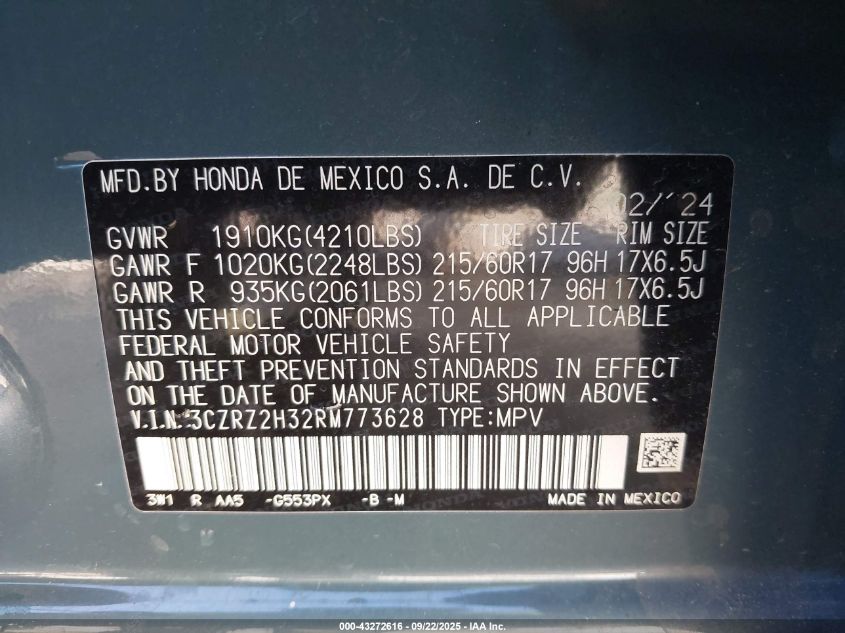 MFD.BY HONDA DE MEXICO S.A. DE C.V.
02/'24
GVWR 1910KG(4210LBS) TIRE SIZE RIM SIZE
GAWR F 1020KG(2248LBS) 215/60R17 96H 17X6.5J
GAWR R 935KG(2061LBS) 215/60R17 96H 17X6.5J
THIS VEHICLE CONFORMS TO ALL APPLICABLE
FEDERAL MOTOR VEHICLE SAFETY
AND THEFT PREVENTION STANDARDS IN EFFECT
ON THE DATE OF MANUFACTURE SHOWN ABOVE.
V.I.N:3CZRZ2H32RM773628 TYPE:MPV
3W1 R AA5 -G553PX -B -M MADE IN MEXICO
000-43272616 - 09/22/2025 - IAA Inc.